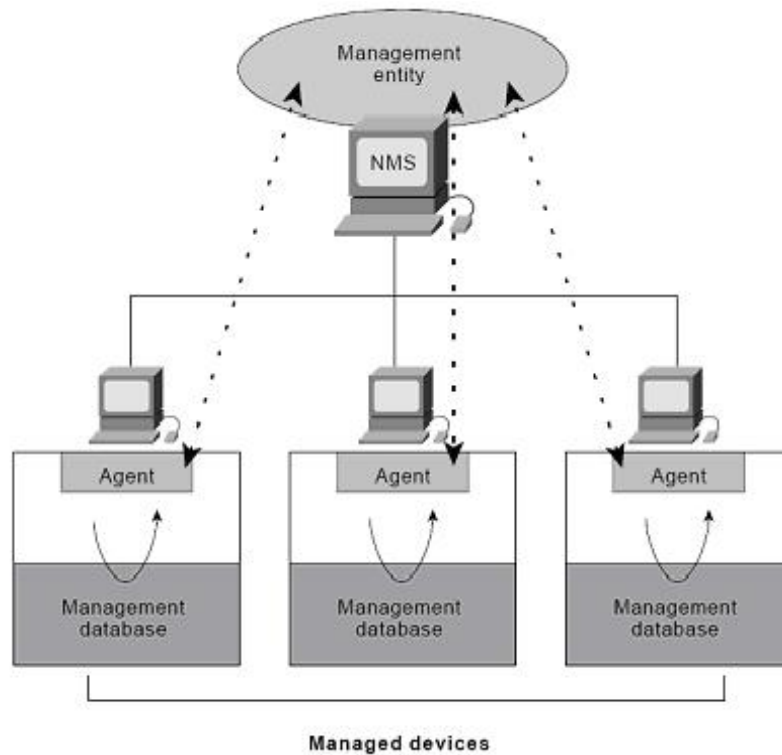 Management
entity
NMS
Agent
Agent
Agent
Management
database
Management
database
Management
database
Managed devices